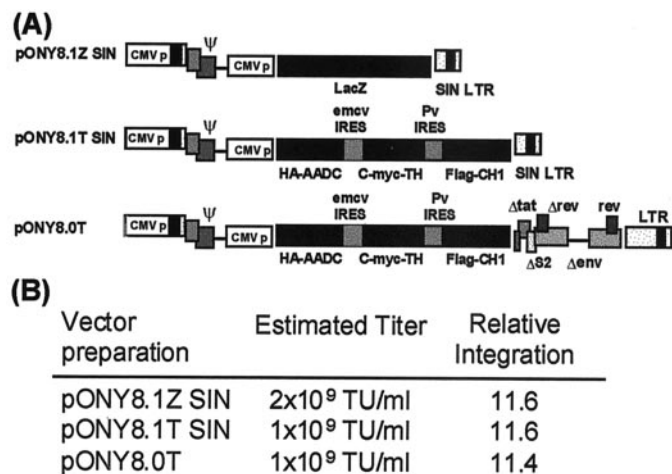 (A)
pONY8.1Z SIN
CMV p
Ψ
CMV p
LacZ
SIN LTR
emcv IRES
Pv IRES
pONY8.1T SIN
CMV p
Ψ
CMV p
HA-AADC
C-myc-TH
Flag-CH1
SIN LTR
emcv IRES
Pv IRES
Δtat
Δrev
rev
LTR
pONY8.0T
CMV p
Ψ
CMV p
HA-AADC
C-myc-TH
Flag-CH1
ΔS2
Δenv
(B)
Vector preparation
Estimated Titer
Relative Integration
pONY8.1Z SIN 2x10⁹ TU/ml 11.6
pONY8.1T SIN 1x10⁹ TU/ml 11.6
pONY8.0T 1x10⁹ TU/ml 11.4